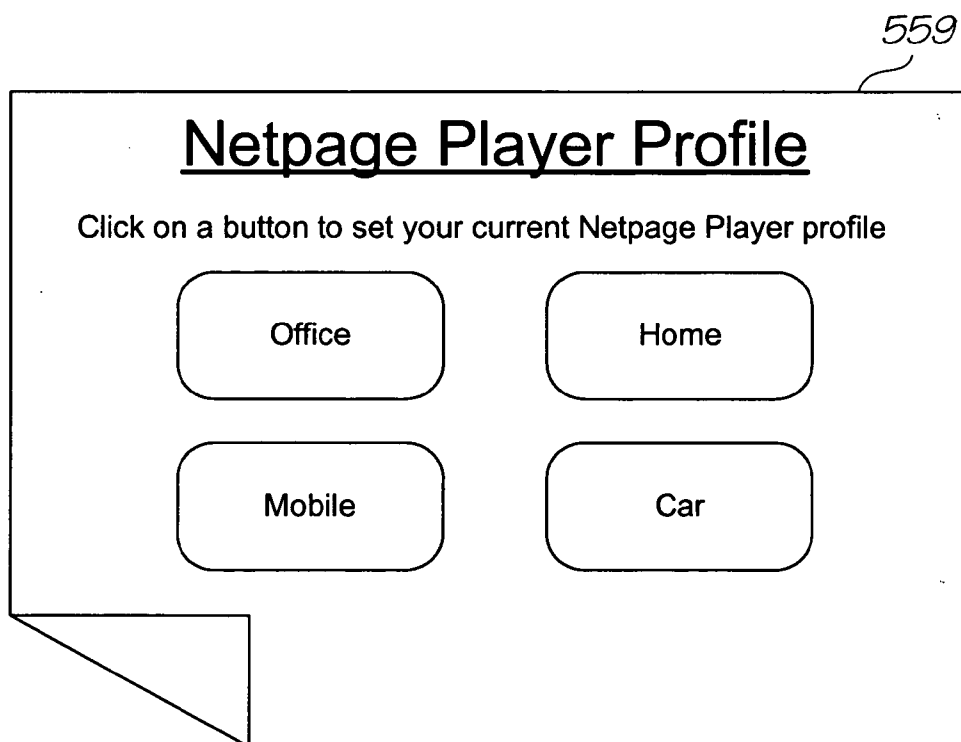 559
Netpage Player Profile
Click on a button to set your current Netpage Player profile
Office
Home
Mobile
Car